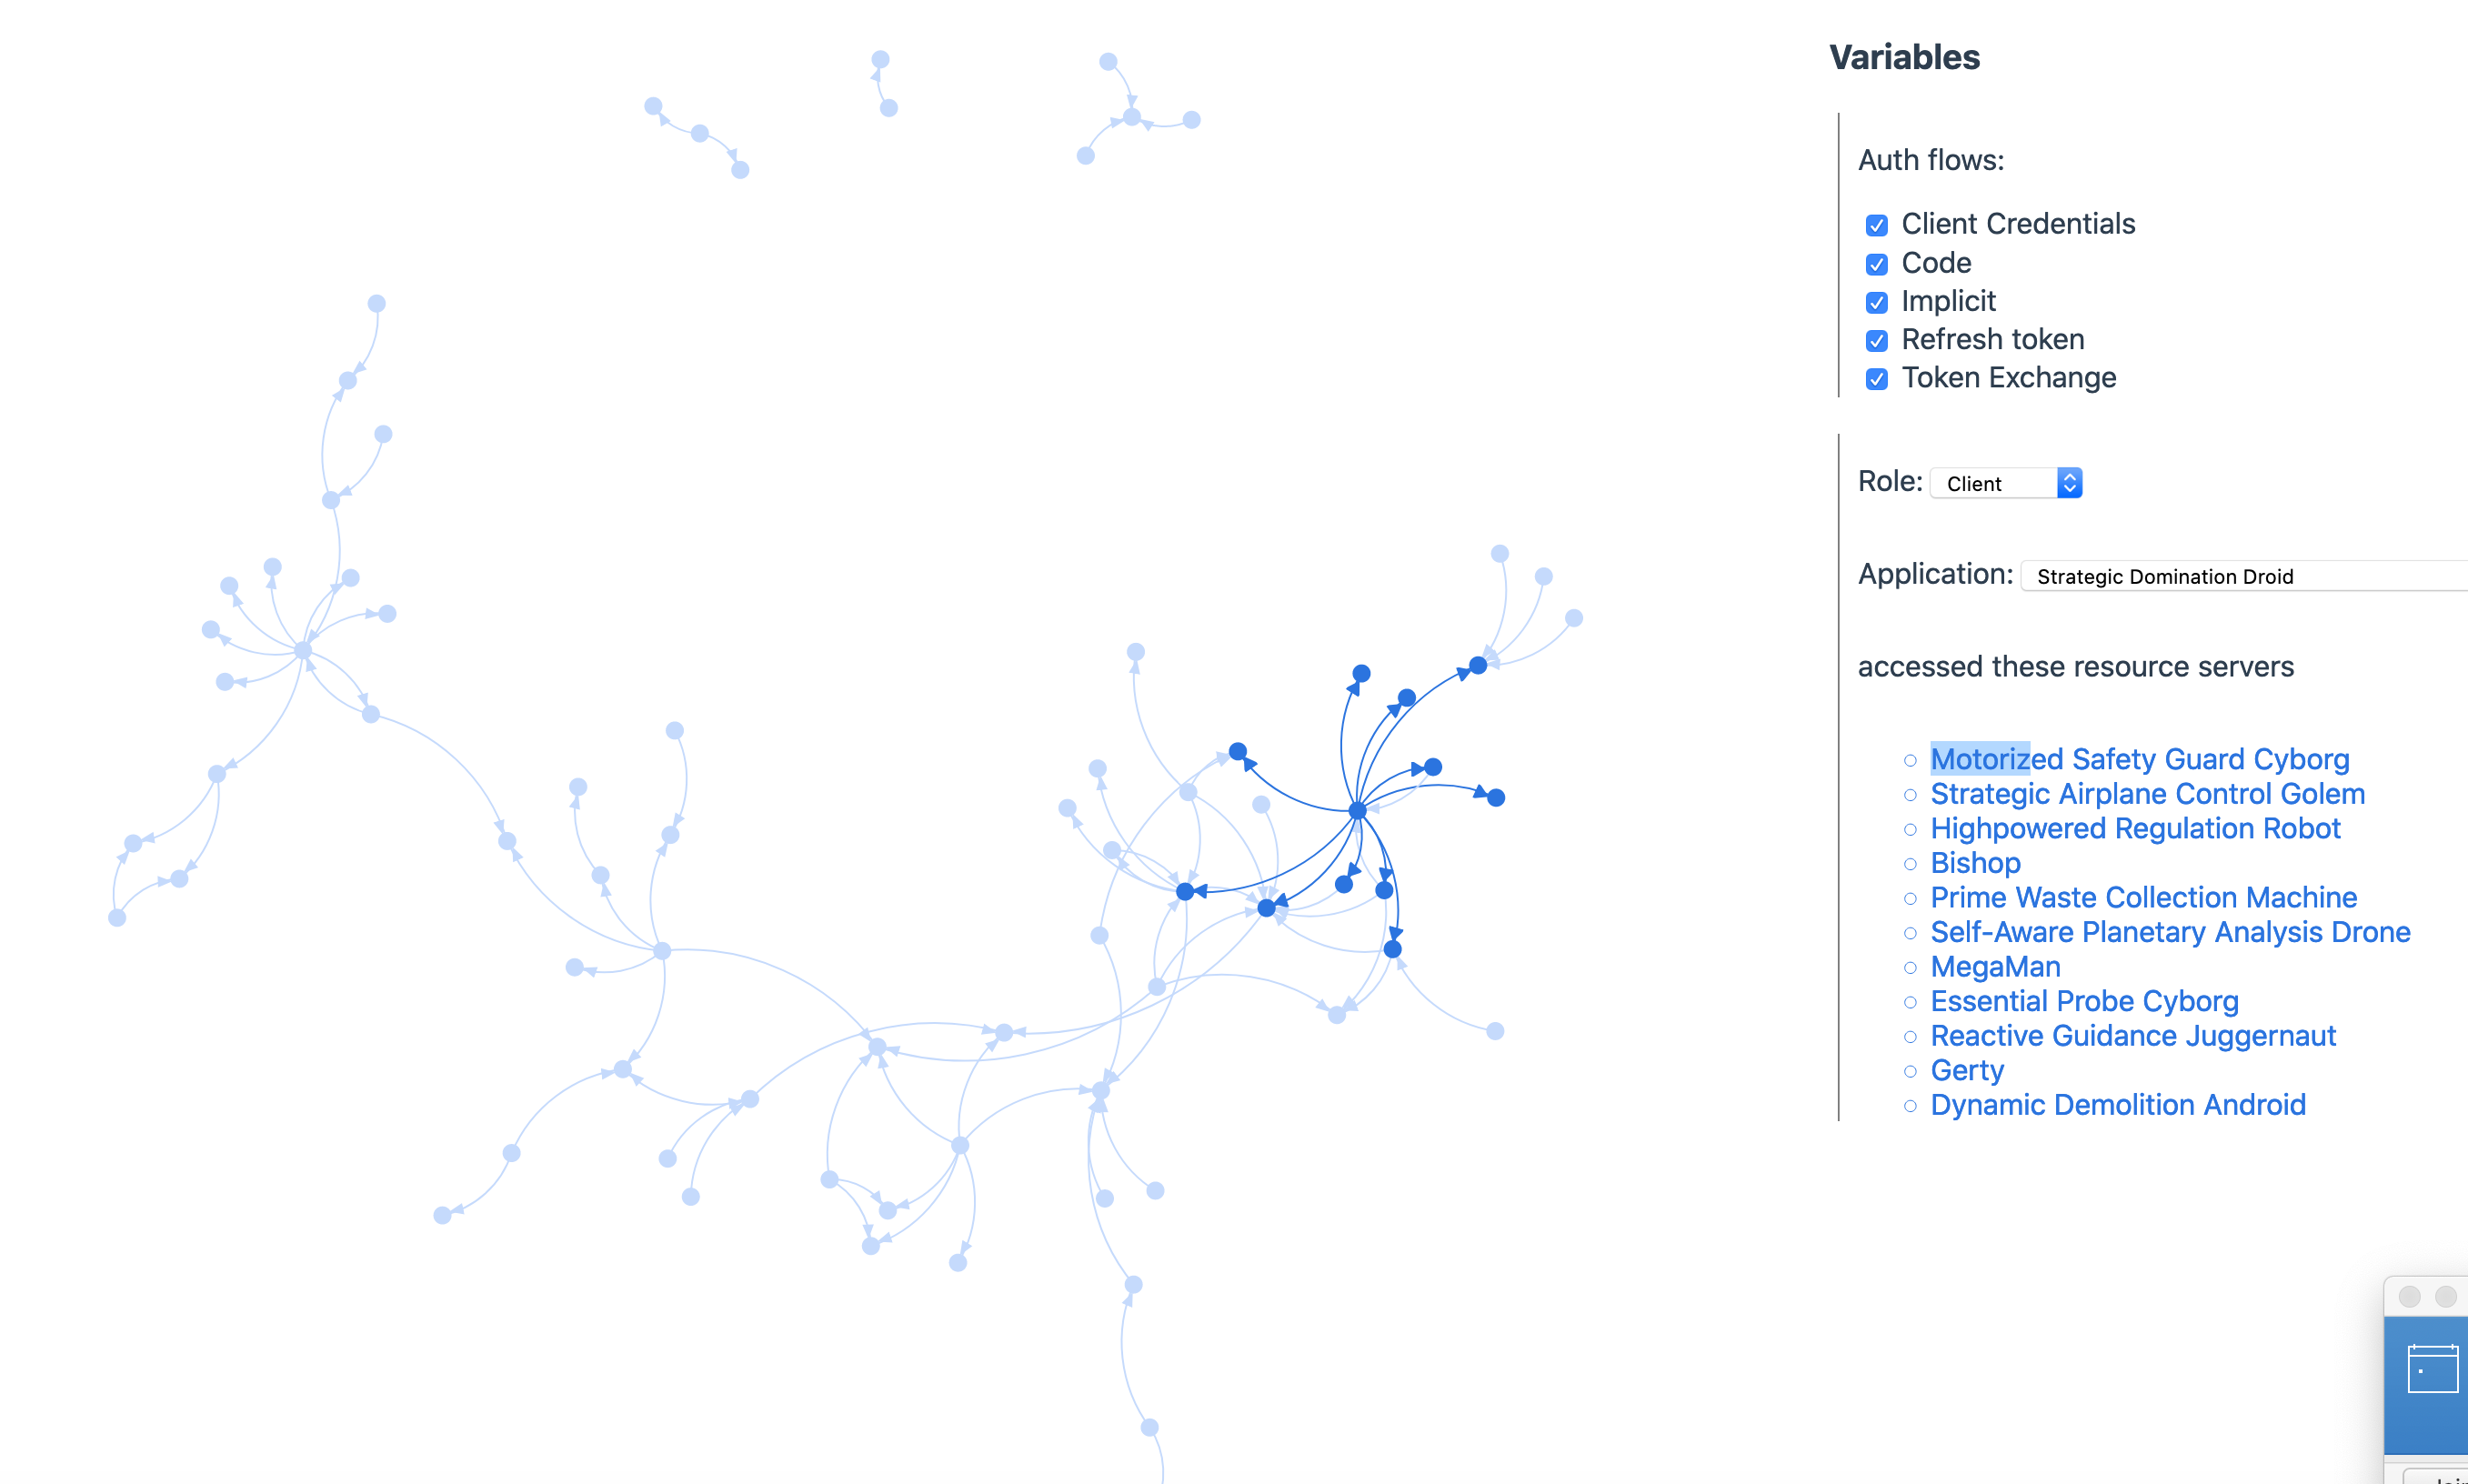 Variables
Auth flows:
Client Credentials
Code
Implicit
Refresh token
Token Exchange
Role: Client
Application: Strategic Domination Droid
accessed these resource servers
Motorized Safety Guard Cyborg
Strategic Airplane Control Golem
Highpowered Regulation Robot
Bishop
Prime Waste Collection Machine
Self-Aware Planetary Analysis Drone
MegaMan
Essential Probe Cyborg
Reactive Guidance Juggernaut
Gerty
Dynamic Demolition Android